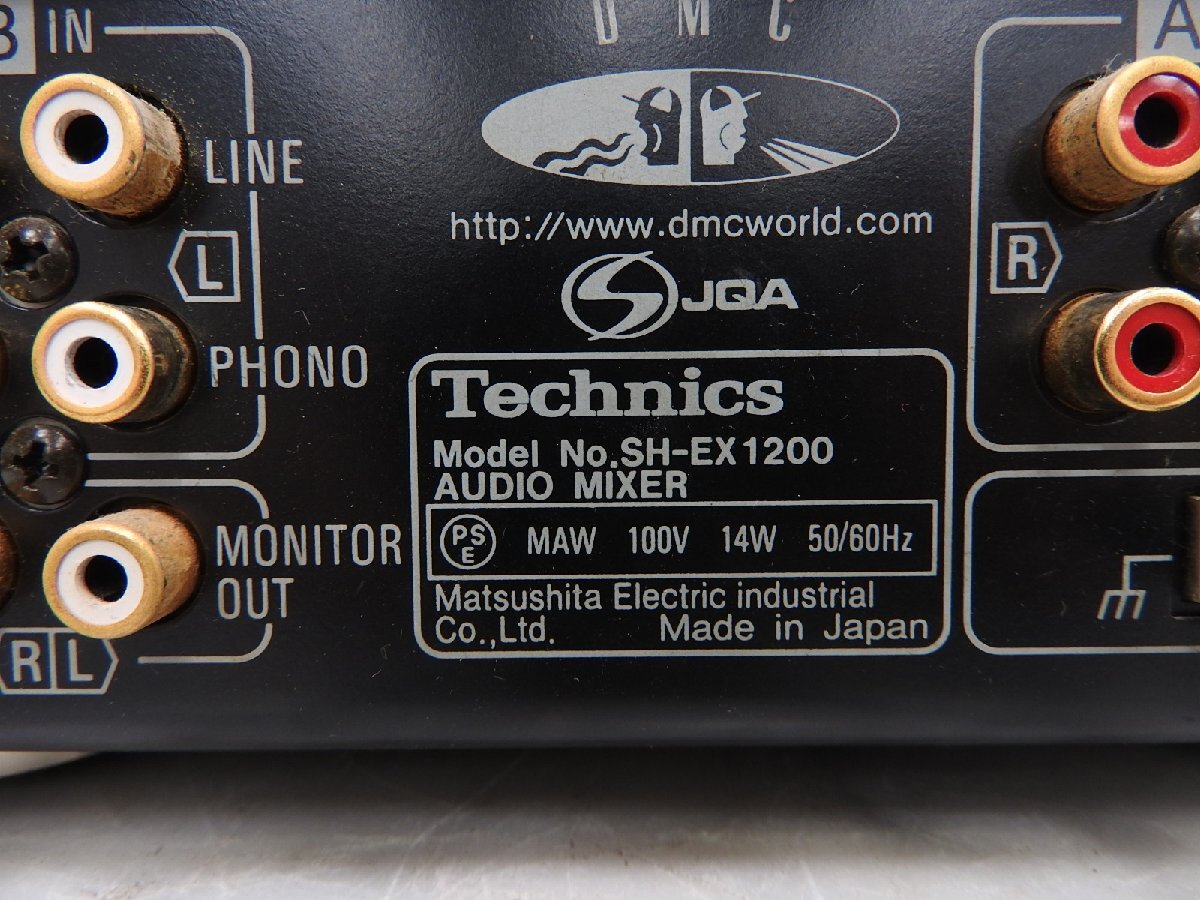 DMC
B IN
A
LINE
http://www.dmcworld.com
L
JQA
R
PHONO
Technics
Model No.SH-EX1200
AUDIO MIXER
PS
E
MAW 100V 14W 50/60Hz
MONITOR
OUT
Matsushita Electric industrial
Co.,Ltd. Made in Japan
R L